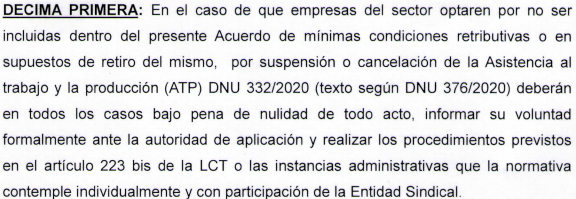 DECIMA PRIMERA: En el caso de que empresas del sector optaren por no ser
incluidas dentro del presente Acuerdo de mínimas condiciones retributivas o en
supuestos de retiro del mismo, por suspensión o cancelación de la Asistencia al
trabajo y la producción (ATP) DNU 332/2020 (texto según DNU 376/2020) deberán
en todos los casos bajo pena de nulidad de todo acto, informar su voluntad
formalmente ante la autoridad de aplicación y realizar los procedimientos previstos
en el artículo 223 bis de la LCT o las instancias administrativas que la normativa
contemple individualmente y con participación de la Entidad Sindical.